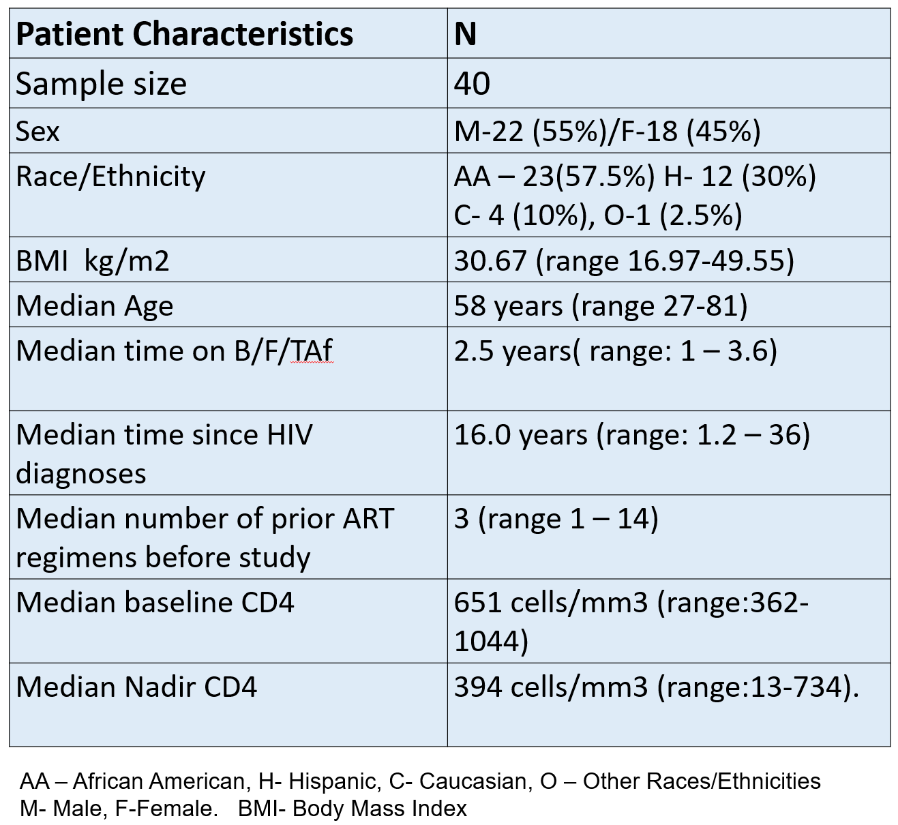 Patient Characteristics N
Sample size 40
Sex M-22 (55%)/F-18 (45%)
Race/Ethnicity AA – 23(57.5%) H- 12 (30%)
C- 4 (10%), O-1 (2.5%)
BMI kg/m2 30.67 (range 16.97-49.55)
Median Age 58 years (range 27-81)
Median time on B/F/TAf 2.5 years( range: 1 – 3.6)
Median time since HIV 16.0 years (range: 1.2 – 36)
diagnoses
Median number of prior ART 3 (range 1 – 14)
regimens before study
Median baseline CD4 651 cells/mm3 (range:362-
1044)
Median Nadir CD4 394 cells/mm3 (range:13-734).
AA – African American, H- Hispanic, C- Caucasian, O – Other Races/Ethnicities
M- Male, F-Female. BMI- Body Mass Index